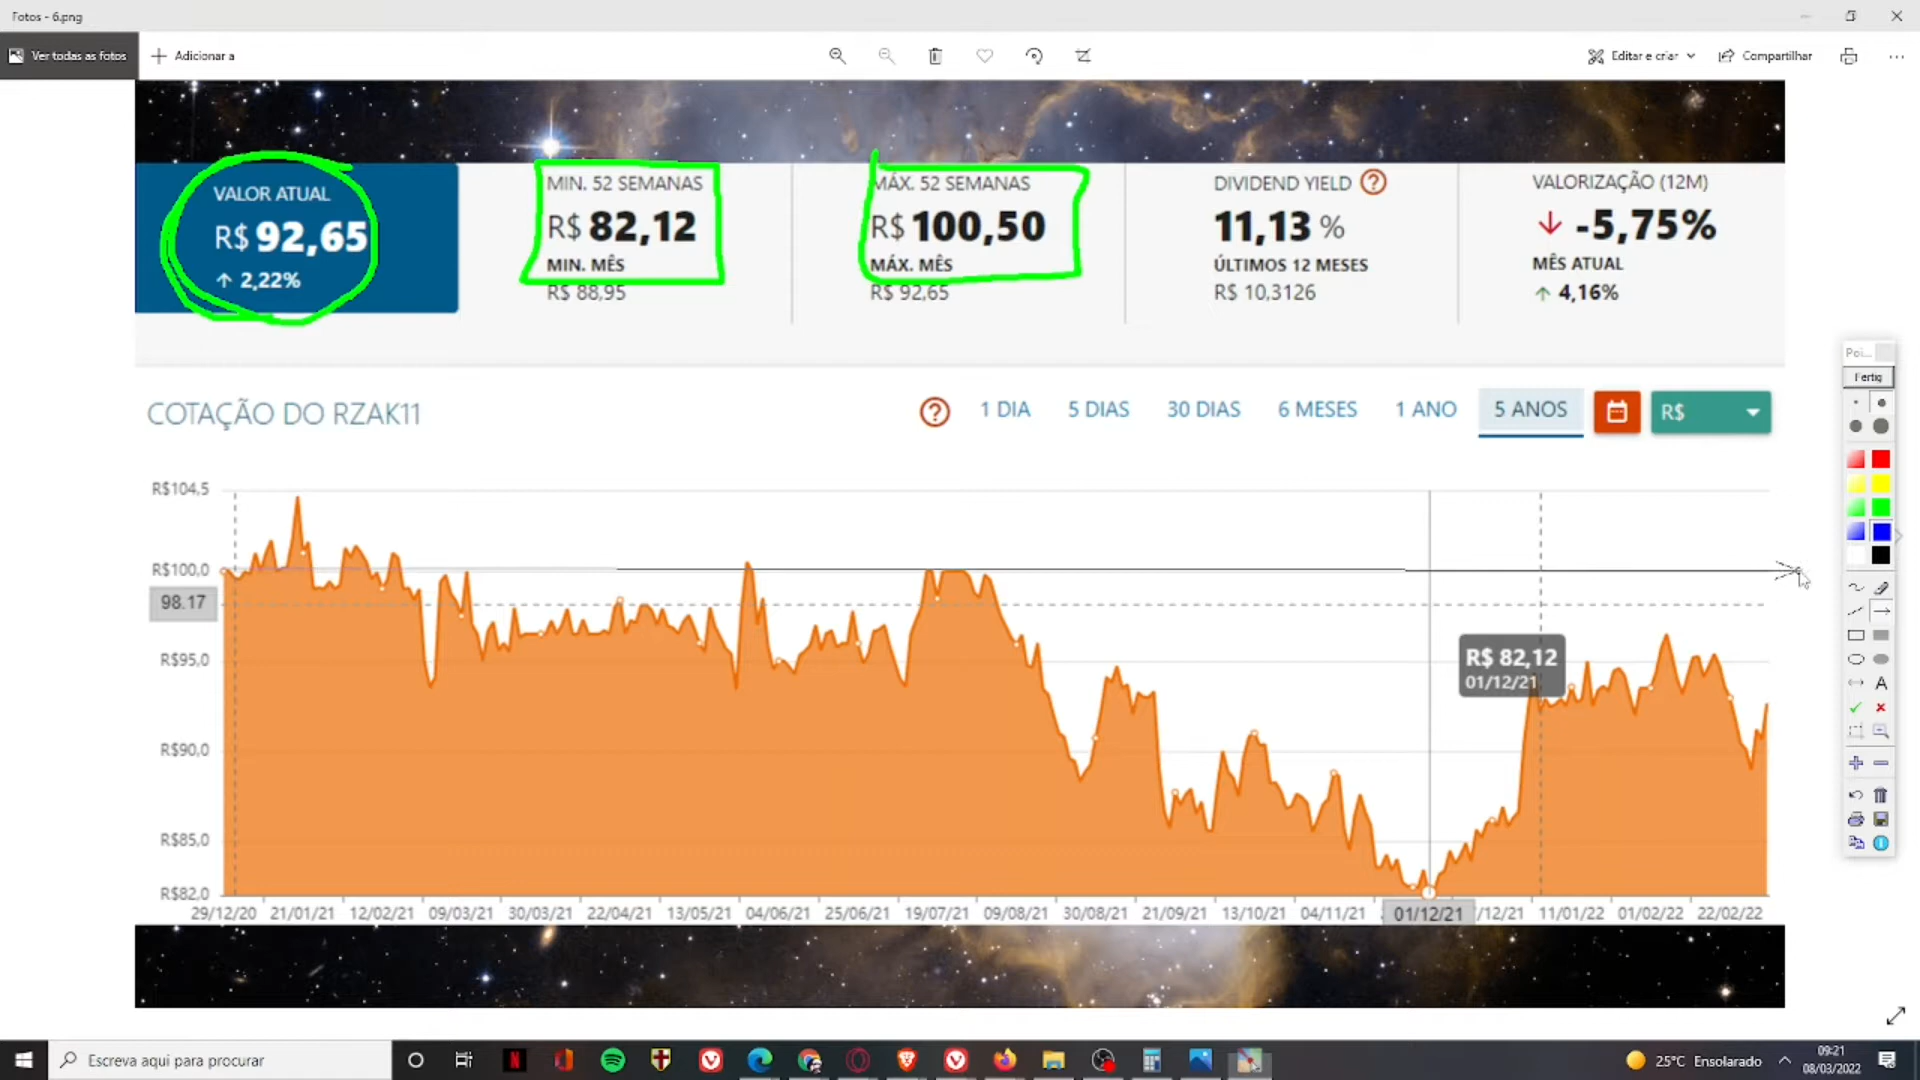 Fotos - 6.png
Ver todas as fotos
Adicionar a
Editar e criar
Compartilhar
VALOR ATUAL
R$ 92,65
2,22%
MIN. 52 SEMANAS
R$ 82,12
MIN. MÊS
R$ 88,95
MÁX. 52 SEMANAS
R$ 100,50
MÁX. MÊS
R$ 92,65
DIVIDEND YIELD ?
11,13 %
ÚLTIMOS 12 MESES
R$ 10,3126
VALORIZAÇÃO (12M)
-5,75%
MÊS ATUAL
4,16%
COTAÇÃO DO RZAK11
?
1 DIA
5 DIAS
30 DIAS
6 MESES
1 ANO
5 ANOS
R$
R$104,5
R$100,0
98.17
R$95,0
R$90,0
R$85,0
R$82,0
R$ 82,12
01/12/21
29/12/20 21/01/21 12/02/21 09/03/21 30/03/21 22/04/21 13/05/21 04/06/21 25/06/21 19/07/21 09/08/21 30/08/21 21/09/21 13/10/21 04/11/21 01/12/21 /12/21 11/01/22 01/02/22 22/02/22
Poi...
Fertig
A
Escreva aqui para procurar
25°C Ensolarado
09:21
08/03/2022